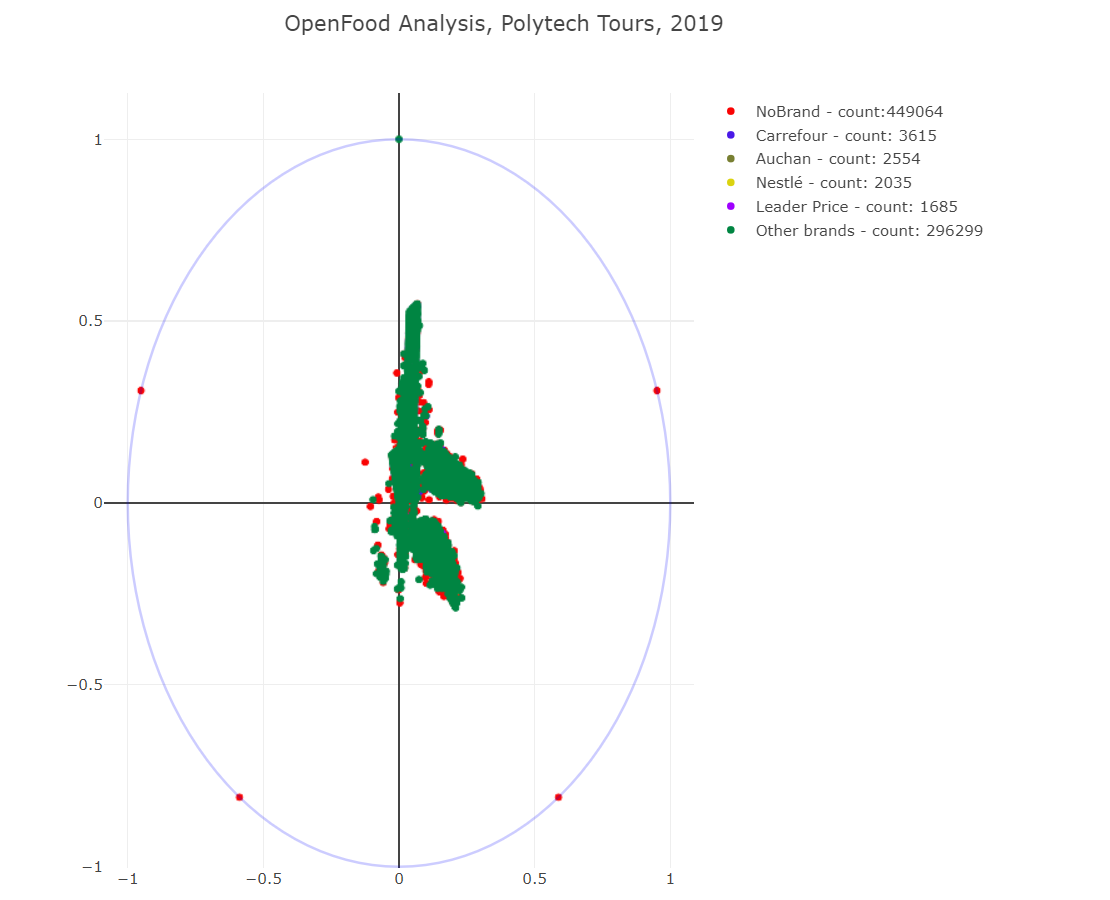 OpenFood Analysis, Polytech Tours, 2019
NoBrand - count:449064
Carrefour - count: 3615
Auchan - count: 2554
Nestlé - count: 2035
Leader Price - count: 1685
Other brands - count: 296299
1
0.5
0
−0.5
−1
−1
−0.5
0
0.5
1